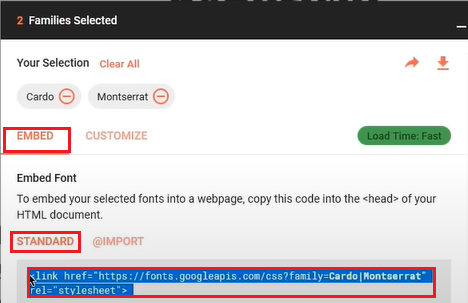 2 Families Selected
Your Selection Clear All
Cardo Montserrat
EMBED CUSTOMIZE Load Time: Fast
Embed Font
To embed your selected fonts into a webpage, copy this code into the <head> of your
HTML document.
STANDARD @IMPORT
<link href="https://fonts.googleapis.com/css?family=Cardo|Montserrat"
rel="stylesheet">